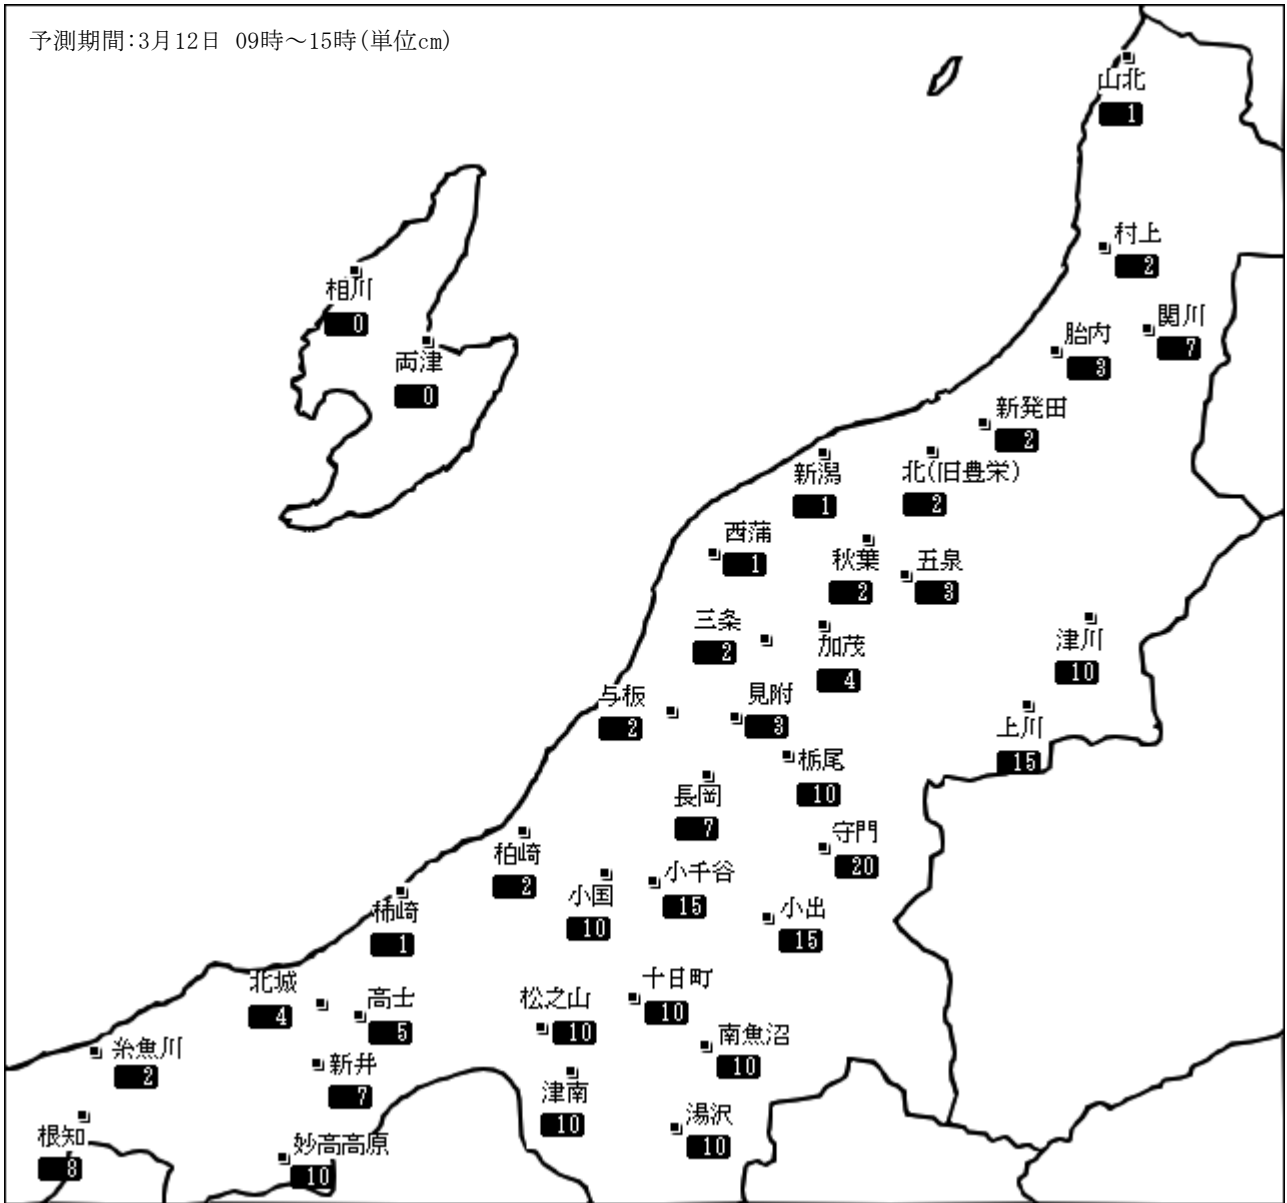 予測期間:3月12日 09時～15時(単位cm)
山北
1
村上
2
関川
7
胎内
3
相川
0
両津
0
新発田
2
新潟
1
北(旧豊栄)
2
西蒲
1
秋葉
2
五泉
3
三条
2
加茂
4
津川
10
与板
2
見附
3
上川
15
栃尾
10
長岡
7
守門
20
柏崎
2
小国
10
小千谷
15
小出
15
柿崎
1
北城
4
高士
5
松之山
10
十日町
10
南魚沼
10
糸魚川
2
新井
7
津南
10
湯沢
10
根知
8
妙高高原
10